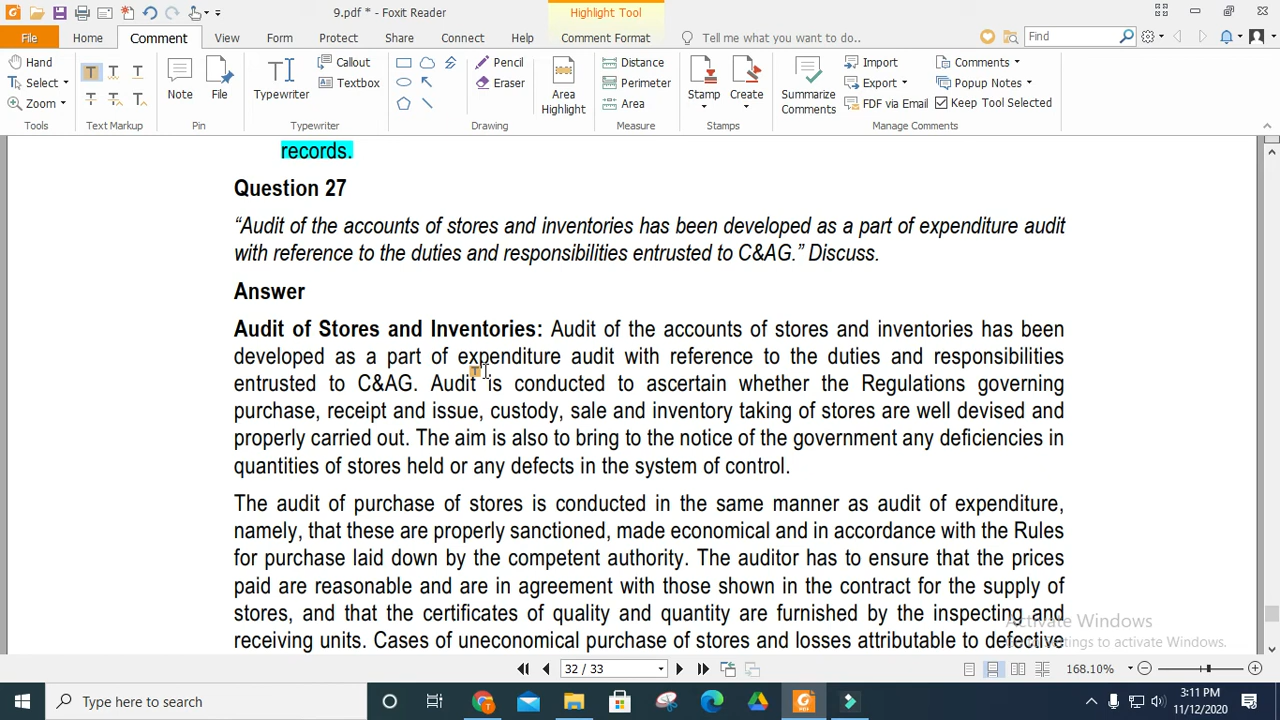 9.pdf * - Foxit Reader
Highlight Tool
File
Home
Comment
View
Form
Protect
Share
Connect
Help
Comment Format
Tell me what you want to do..
Find
Hand
Select
Zoom
Tools
Text Markup
Note
File
Pin
Typewriter
Callout
Textbox
Typewriter
Pencil
Eraser
Area Highlight
Drawing
Distance
Perimeter
Area
Measure
Stamp
Create
Stamps
Summarize Comments
Import
Export
FDF via Email
Comments
Popup Notes
Keep Tool Selected
Manage Comments
records.
Question 27
“Audit of the accounts of stores and inventories has been developed as a part of expenditure audit
with reference to the duties and responsibilities entrusted to C&AG.” Discuss.
Answer
Audit of Stores and Inventories: Audit of the accounts of stores and inventories has been
developed as a part of expenditure audit with reference to the duties and responsibilities
entrusted to C&AG. Audit is conducted to ascertain whether the Regulations governing
purchase, receipt and issue, custody, sale and inventory taking of stores are well devised and
properly carried out. The aim is also to bring to the notice of the government any deficiencies in
quantities of stores held or any defects in the system of control.
The audit of purchase of stores is conducted in the same manner as audit of expenditure,
namely, that these are properly sanctioned, made economical and in accordance with the Rules
for purchase laid down by the competent authority. The auditor has to ensure that the prices
paid are reasonable and are in agreement with those shown in the contract for the supply of
stores, and that the certificates of quality and quantity are furnished by the inspecting and
receiving units. Cases of uneconomical purchase of stores and losses attributable to defective
Activate Windows
Go to Settings to activate Windows.
32 / 33
168.10%
Type here to search
3:11 PM
11/12/2020